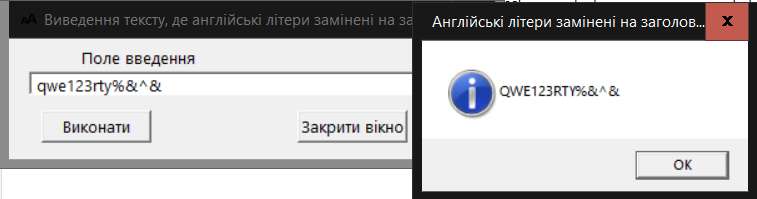 Виведення тексту, де англійські літери замінені на за
Поле введення
qwe123rty%&^&
Виконати
Закрити вікно
Англійські літери замінені на заголов...
QWE123RTY%&^&
OK